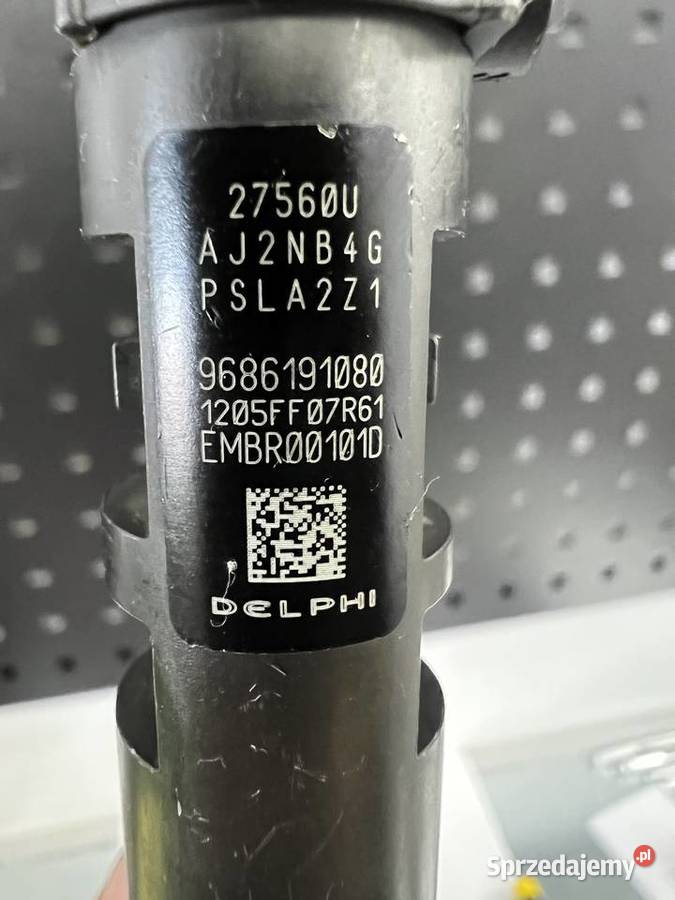 27560U
AJ2NB4G
PSLA2Z1
9686191080
1205FF07R61
EMBR00101D
DELPHI
Sprzedajemy.pl